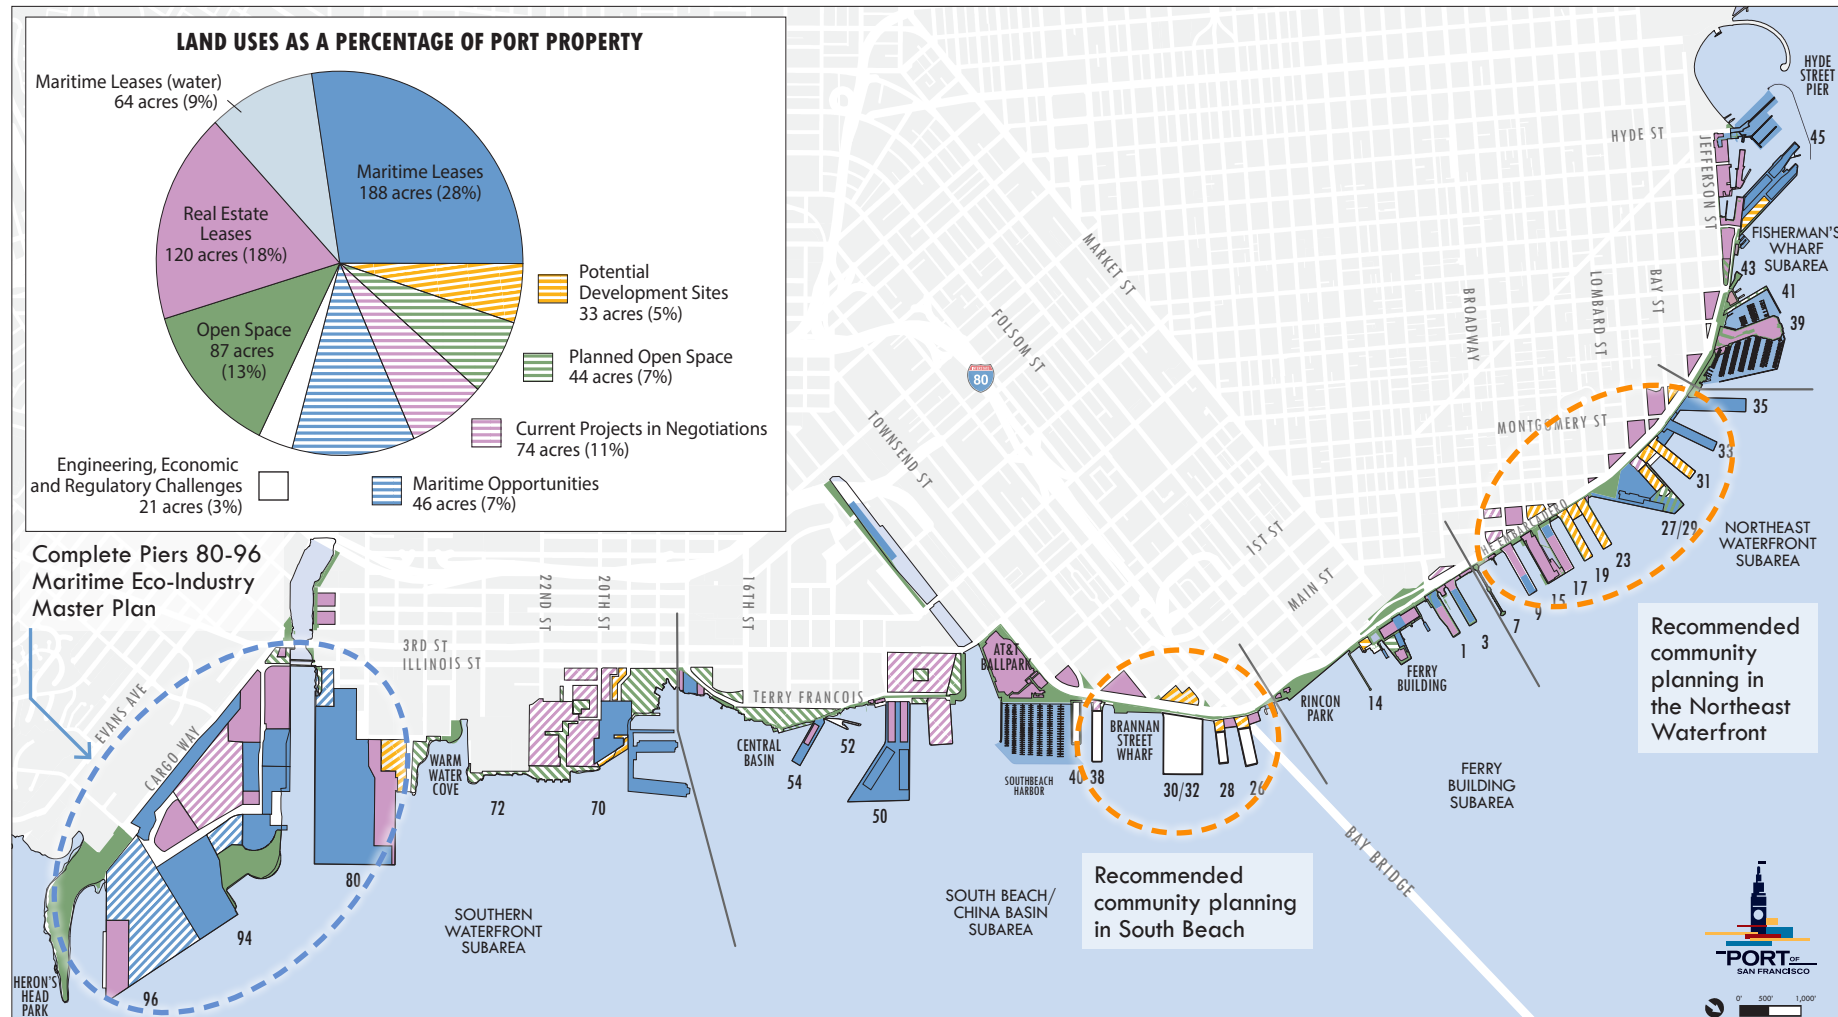 LAND USES AS A PERCENTAGE OF PORT PROPERTY
Maritime Leases (water)
64 acres (9%)
Maritime Leases
188 acres (28%)
Real Estate
Leases
120 acres (18%)
Open Space
87 acres
(13%)
Potential
Development Sites
33 acres (5%)
Planned Open Space
44 acres (7%)
Current Projects in Negotiations
74 acres (11%)
Maritime Opportunities
46 acres (7%)
Engineering, Economic
and Regulatory Challenges
21 acres (3%)
Complete Piers 80-96
Maritime Eco-Industry
Master Plan
HYDE
STREET
PIER
HYDE ST
JEFFERSON ST
45
FISHERMAN'S
WHARF
SUBAREA
43
41
39
MARKET ST
FOLSOM ST
TOWNSEND ST
80
BROADWAY
LOMBARD ST
BAY ST
MONTGOMERY ST
35
33
31
27/29
NORTHEAST
WATERFRONT
SUBAREA
THE EMBARCADERO
23
19
17
15
9
7
3
1
1ST ST
MAIN ST
FERRY
BUILDING
14
RINCON
PARK
Recommended
community
planning in
the Northeast
Waterfront
FERRY
BUILDING
SUBAREA
22ND ST
20TH ST
16TH ST
3RD ST
ILLINOIS ST
TERRY FRANCOIS
AT&T
BALLPARK
EVANS AVE
CARGO WAY
WARM
WATER
COVE
72
70
CENTRAL
BASIN
54
52
50
SOUTHBEACH
HARBOR
40
38
BRANNAN
STREET
WHARF
30/32
28
26
BAY BRIDGE
80
94
96
HERON'S
HEAD
PARK
SOUTHERN
WATERFRONT
SUBAREA
SOUTH BEACH/
CHINA BASIN
SUBAREA
Recommended
community planning
in South Beach
PORT OF
SAN FRANCISCO
0' 500' 1,000'